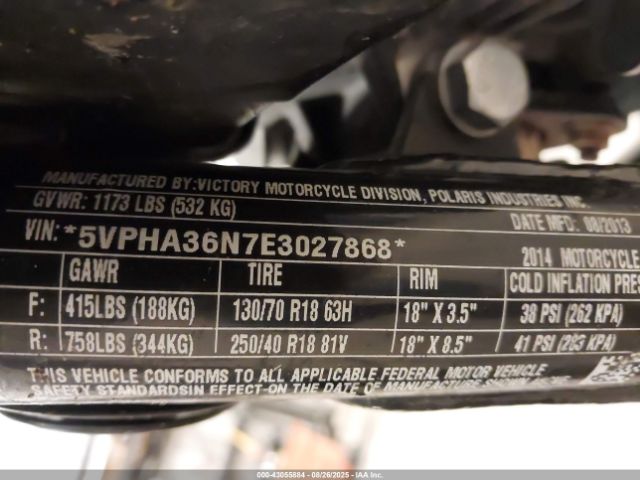 MANUFACTURED BY:VICTORY MOTORCYCLE DIVISION, POLARIS INDUSTRIES INC
GVWR: 1173 LBS (532 KG) DATE MFD: 08/2013
VIN: *5VPHA36N7E3027868* 2014 MOTORCYCLE
GAWR TIRE RIM COLD INFLATION PRES
F: 415LBS (188KG) 130/70 R18 63H 18" X 3.5" 38 PSI (262 KPA)
R: 758LBS (344KG) 250/40 R18 81V 18" X 8.5" 41 PSI (283 KPA)
THIS VEHICLE CONFORMS TO ALL APPLICABLE FEDERAL MOTOR VEHICLE
SAFETY STANDARDSIN EFFECT-ON THE DATE OF MANUFACTURE
000-43055884 - 08/26/2025 - IAA Inc.